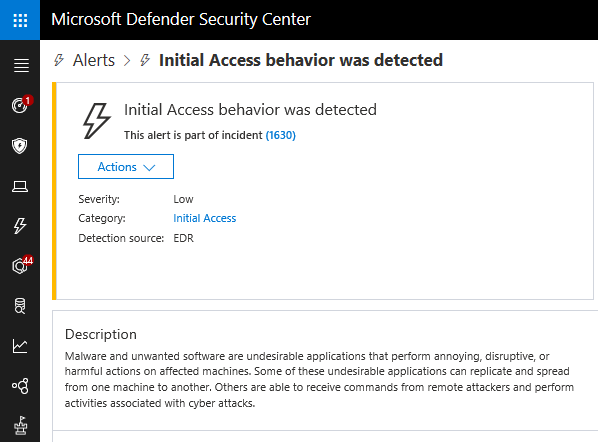 Microsoft Defender Security Center
Alerts > Initial Access behavior was detected
1
Initial Access behavior was detected
This alert is part of incident (1630)
Actions
Severity: Low
Category: Initial Access
Detection source: EDR
44
Description
Malware and unwanted software are undesirable applications that perform annoying, disruptive, or
harmful actions on affected machines. Some of these undesirable applications can replicate and spread
from one machine to another. Others are able to receive commands from remote attackers and perform
activities associated with cyber attacks.